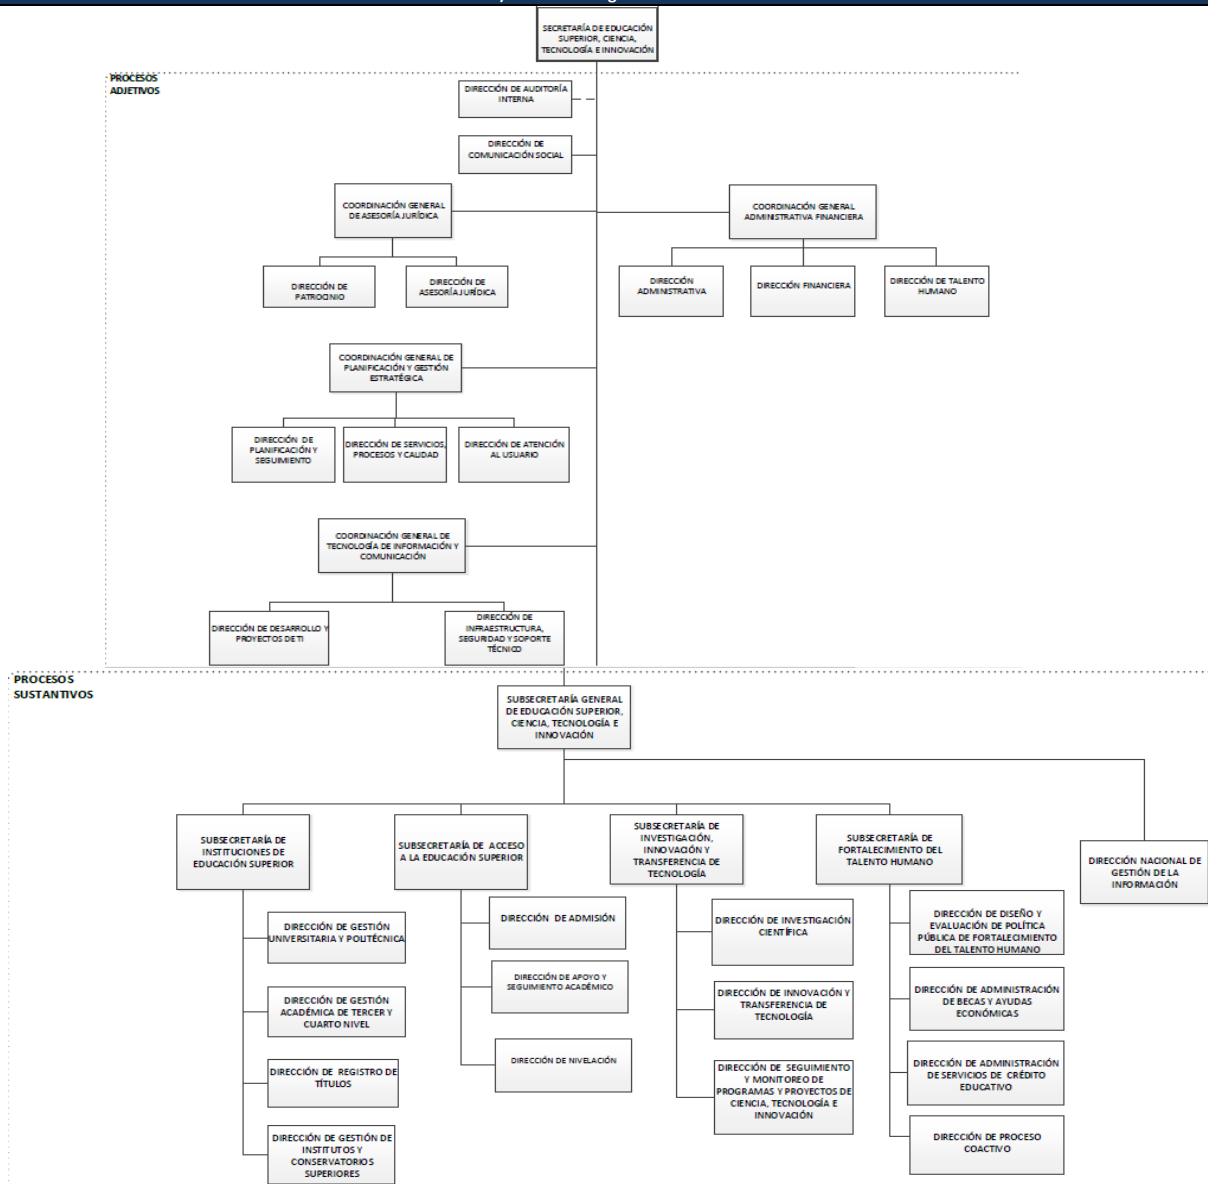 SECRETARÍA DE EDUCACIÓN
SUPERIOR, CIENCIA,
TECNOLOGÍA E INNOVACIÓN
PROCESOS
ADJETIVOS
DIRECCIÓN DE AUDITORÍA
INTERNA
DIRECCIÓN DE
COMUNICACIÓN SOCIAL
COORDINACIÓN GENERAL
DE ASESORÍA JURÍDICA
COORDINACIÓN GENERAL
ADMINISTRATIVA FINANCIERA
DIRECCIÓN DE
PATROCINIO
DIRECCIÓN DE
ASESORÍA JURÍDICA
DIRECCIÓN
ADMINISTRATIVA
DIRECCIÓN FINANCIERA
DIRECCIÓN DE TALENTO
HUMANO
COORDINACIÓN GENERAL DE
PLANIFICACIÓN Y GESTIÓN
ESTRATÉGICA
DIRECCIÓN DE
PLANIFICACIÓN Y
SEGUIMIENTO
DIRECCIÓN DE SERVICIOS,
PROCESOS Y CALIDAD
DIRECCIÓN DE ATENCIÓN
AL USUARIO
COORDINACIÓN GENERAL DE
TECNOLOGÍA DE INFORMACIÓN Y
COMUNICACIÓN
DIRECCIÓN DE DESARROLLO Y
PROYECTOS DE TI
DIRECCIÓN DE
INFRAESTRUCTURA,
SEGURIDAD Y SOPORTE
TÉCNICO
PROCESOS
SUSTANTIVOS
SUBSECRETARÍA GENERAL
DE EDUCACIÓN SUPERIOR,
CIENCIA, TECNOLOGÍA E
INNOVACIÓN
SUBSECRETARÍA DE
INSTITUCIONES DE
EDUCACIÓN SUPERIOR
SUBSECRETARÍA DE ACCESO
A LA EDUCACIÓN SUPERIOR
SUBSECRETARÍA DE
INVESTIGACIÓN,
INNOVACIÓN Y
TRANSFERENCIA DE
TECNOLOGÍA
SUBSECRETARÍA DE
FORTALECIMIENTO DEL
TALENTO HUMANO
DIRECCIÓN NACIONAL DE
GESTIÓN DE LA
INFORMACIÓN
DIRECCIÓN DE GESTIÓN
UNIVERSITARIA Y POLITÉCNICA
DIRECCIÓN DE GESTIÓN
ACADÉMICA DE TERCER Y
CUARTO NIVEL
DIRECCIÓN DE REGISTRO DE
TÍTULOS
DIRECCIÓN DE GESTIÓN DE
INSTITUTOS Y
CONSERVATORIOS
SUPERIORES
DIRECCIÓN DE ADMISIÓN
DIRECCIÓN DE APOYO Y
SEGUIMIENTO ACADÉMICO
DIRECCIÓN DE NIVELACIÓN
DIRECCIÓN DE INVESTIGACIÓN
CIENTÍFICA
DIRECCIÓN DE INNOVACIÓN Y
TRANSFERENCIA DE
TECNOLOGÍA
DIRECCIÓN DE SEGUIMIENTO
Y MONITOREO DE
PROGRAMAS Y PROYECTOS DE
CIENCIA, TECNOLOGÍA E
INNOVACIÓN
DIRECCIÓN DE DISEÑO Y
EVALUACIÓN DE POLÍTICA
PÚBLICA DE FORTALECIMIENTO
DEL TALENTO HUMANO
DIRECCIÓN DE ADMINISTRACIÓN
DE BECAS Y AYUDAS
ECONÓMICAS
DIRECCIÓN DE ADMINISTRACIÓN
DE SERVICIOS DE CRÉDITO
EDUCATIVO
DIRECCIÓN DE PROCESO
COACTIVO